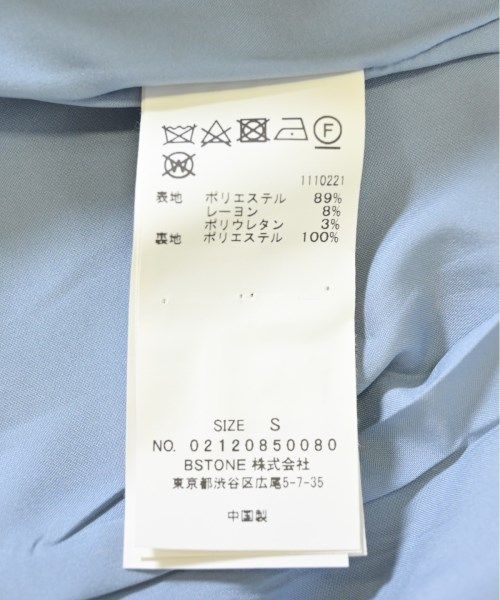 F
W
1110221
表地 ポリエステル 89%
レーヨン 8%
ポリウレタン 3%
裏地 ポリエステル 100%
SIZE S
NO. 02120850080
BSTONE 株式会社
東京都渋谷区広尾5-7-35
中国製